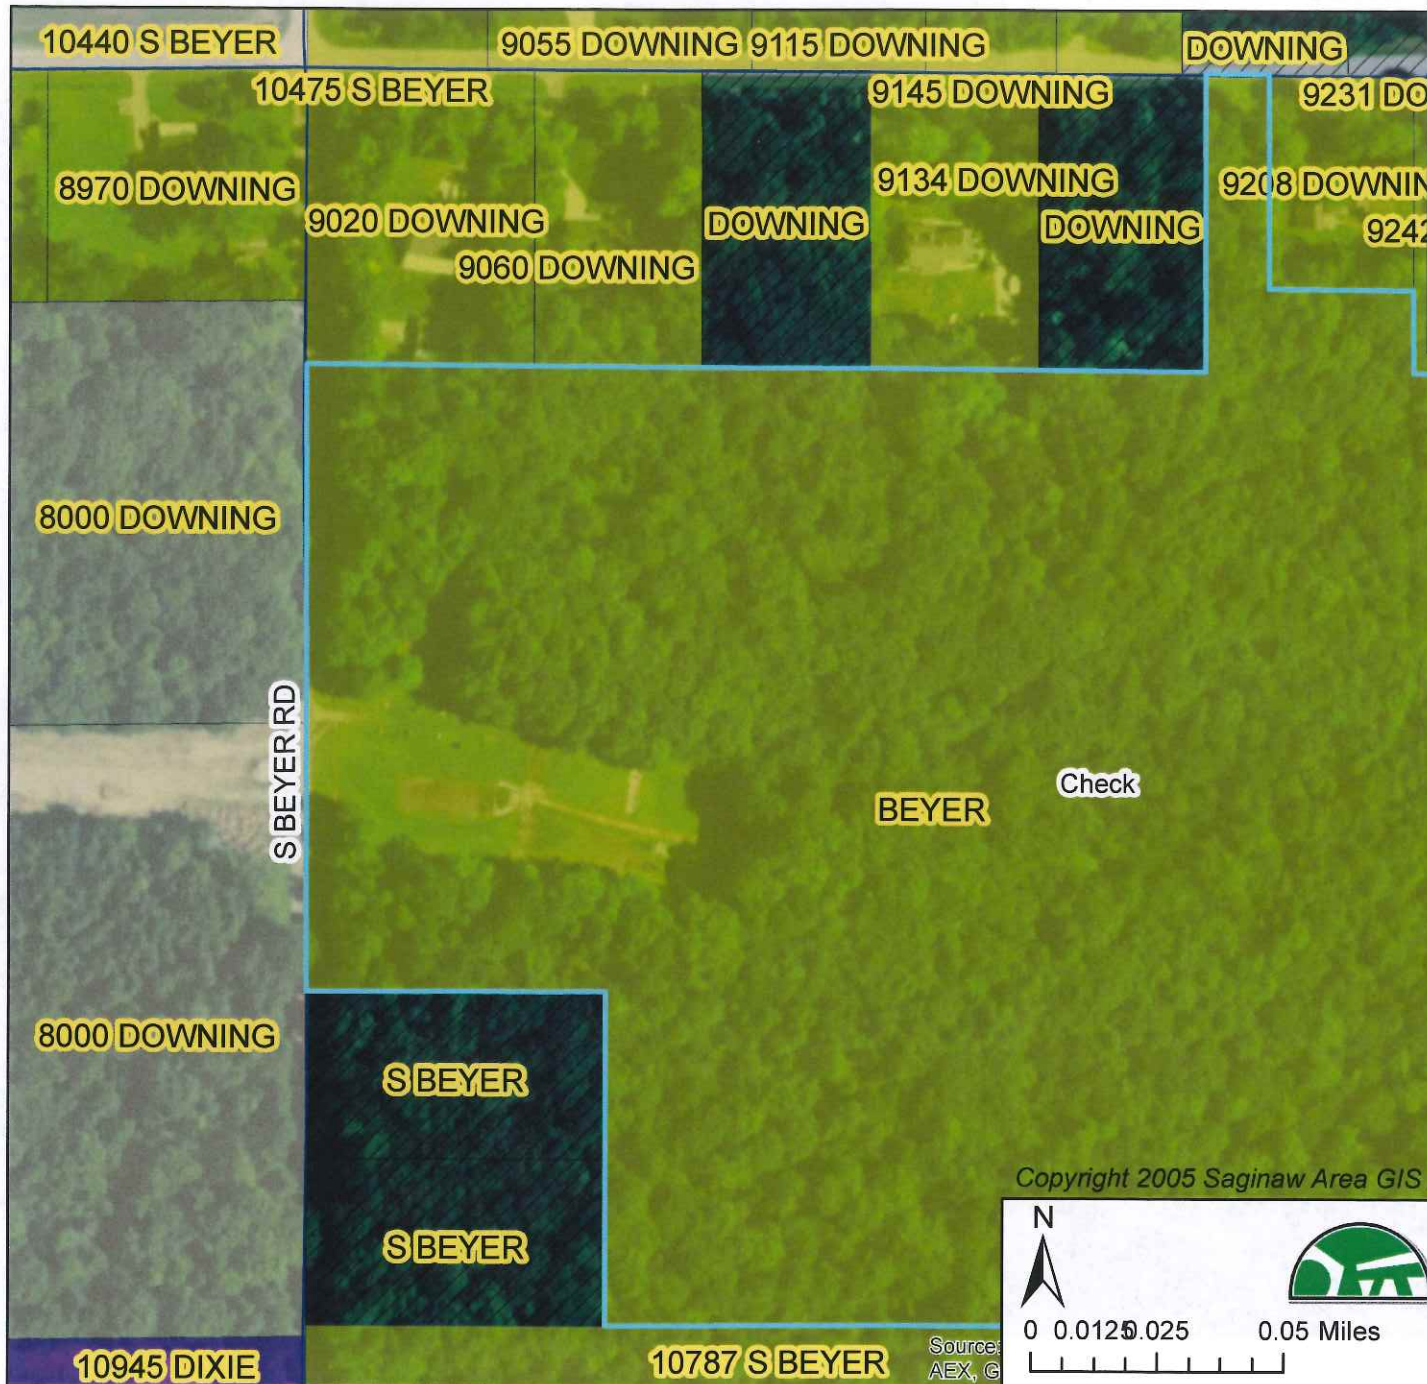 10440 S BEYER
9055 DOWNING
9115 DOWNING
DOWNING
10475 S BEYER
9145 DOWNING
9231 DO
8970 DOWNING
9134 DOWNING
9208 DOWNIN
9020 DOWNING
DOWNING
DOWNING
9242
9060 DOWNING
8000 DOWNING
S BEYER RD
Check
BEYER
8000 DOWNING
S BEYER
S BEYER
Copyright 2005 Saginaw Area GIS
N
0 0.0125 0.025 0.05 Miles
10945 DIXIE
10787 S BEYER
Source:
AEX, G